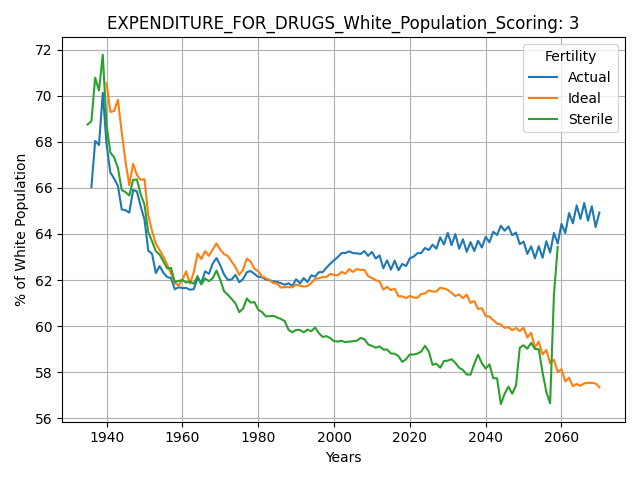 EXPENDITURE_FOR_DRUGS_White_Population_Scoring: 3
% of White Population
72
70
68
66
64
62
60
58
56
Fertility
Actual
Ideal
Sterile
1940 1960 1980 2000 2020 2040 2060
Years